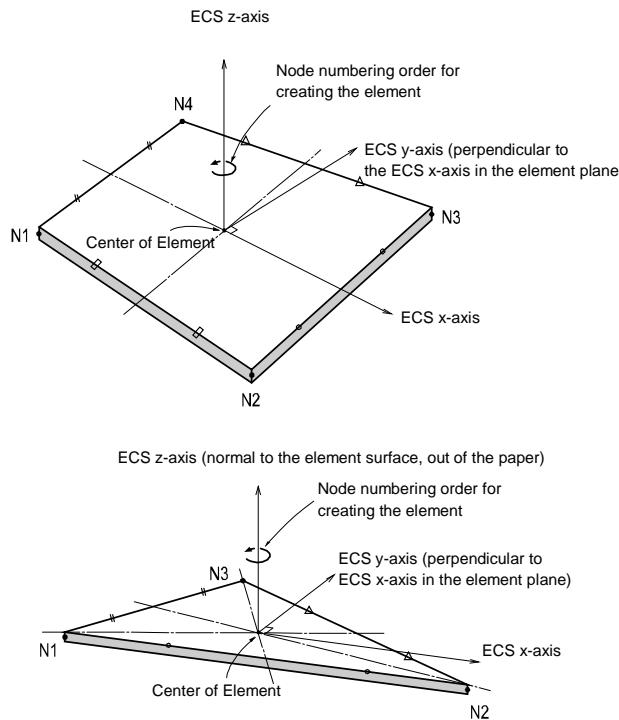 ECS z-axis
Node numbering order for
creating the element
N4
ECS y-axis (perpendicular to
the ECS x-axis in the element plane
N3
N1
Center of Element
ECS x-axis
N2
ECS z-axis (normal to the element surface, out of the paper)
Node numbering order for
creating the element
ECS y-axis (perpendicular to
ECS x-axis in the element plane)
N3
N1
ECS x-axis
Center of Element
N2